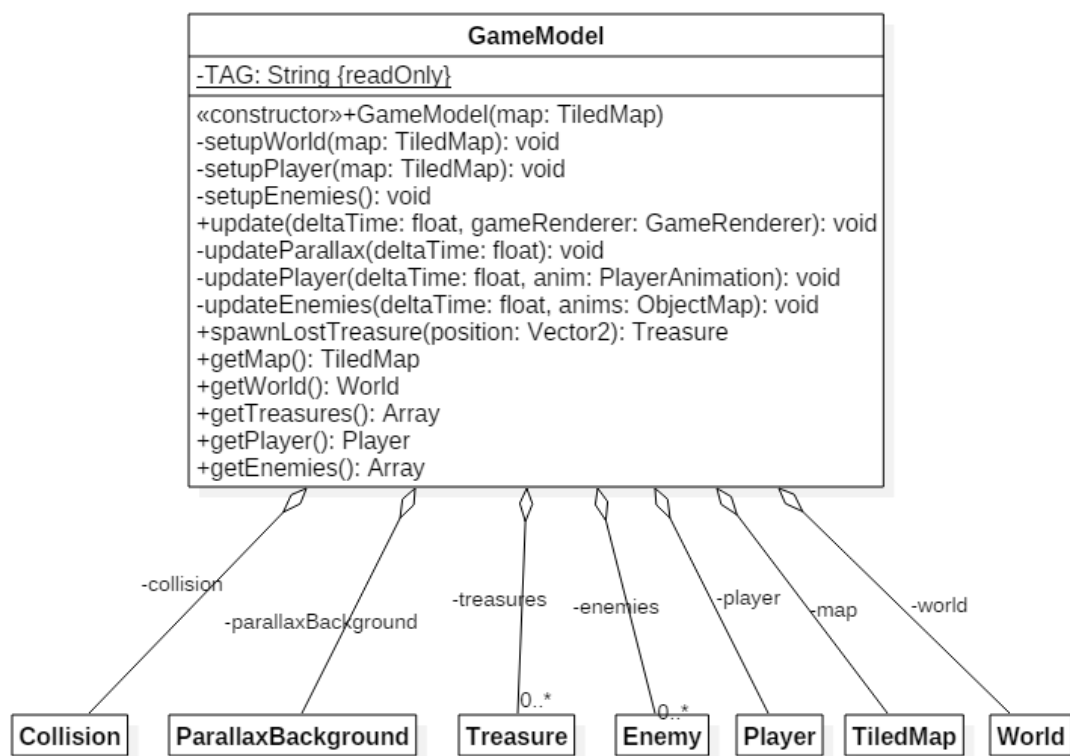 GameModel
-TAG: String {readOnly}
«constructor»+GameModel(map: TiledMap)
-setupWorld(map: TiledMap): void
-setupPlayer(map: TiledMap): void
-setupEnemies(): void
+update(deltaTime: float, gameRenderer: GameRenderer): void
-updateParallax(deltaTime: float): void
-updatePlayer(deltaTime: float, anim: PlayerAnimation): void
-updateEnemies(deltaTime: float, anims: ObjectMap): void
+spawnLostTreasure(position: Vector2): Treasure
+getMap(): TiledMap
+getWorld(): World
+getTreasures(): Array
+getPlayer(): Player
+getEnemies(): Array
-collision
-parallaxBackground
-treasures
-enemies
-player
-map
-world
0..*
0..*
Collision
ParallaxBackground
Treasure
Enemy
Player
TiledMap
World